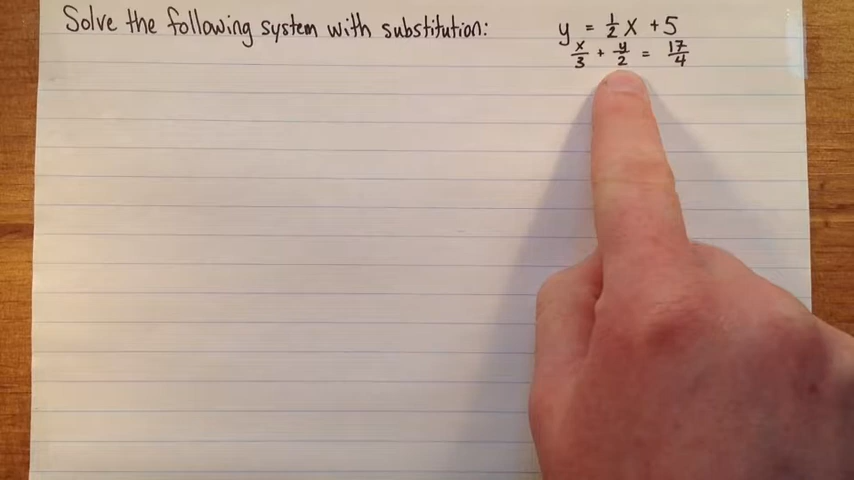 Solve the following system with substitution: y = 1/2 x + 5
x/3 + y/2 = 17/4